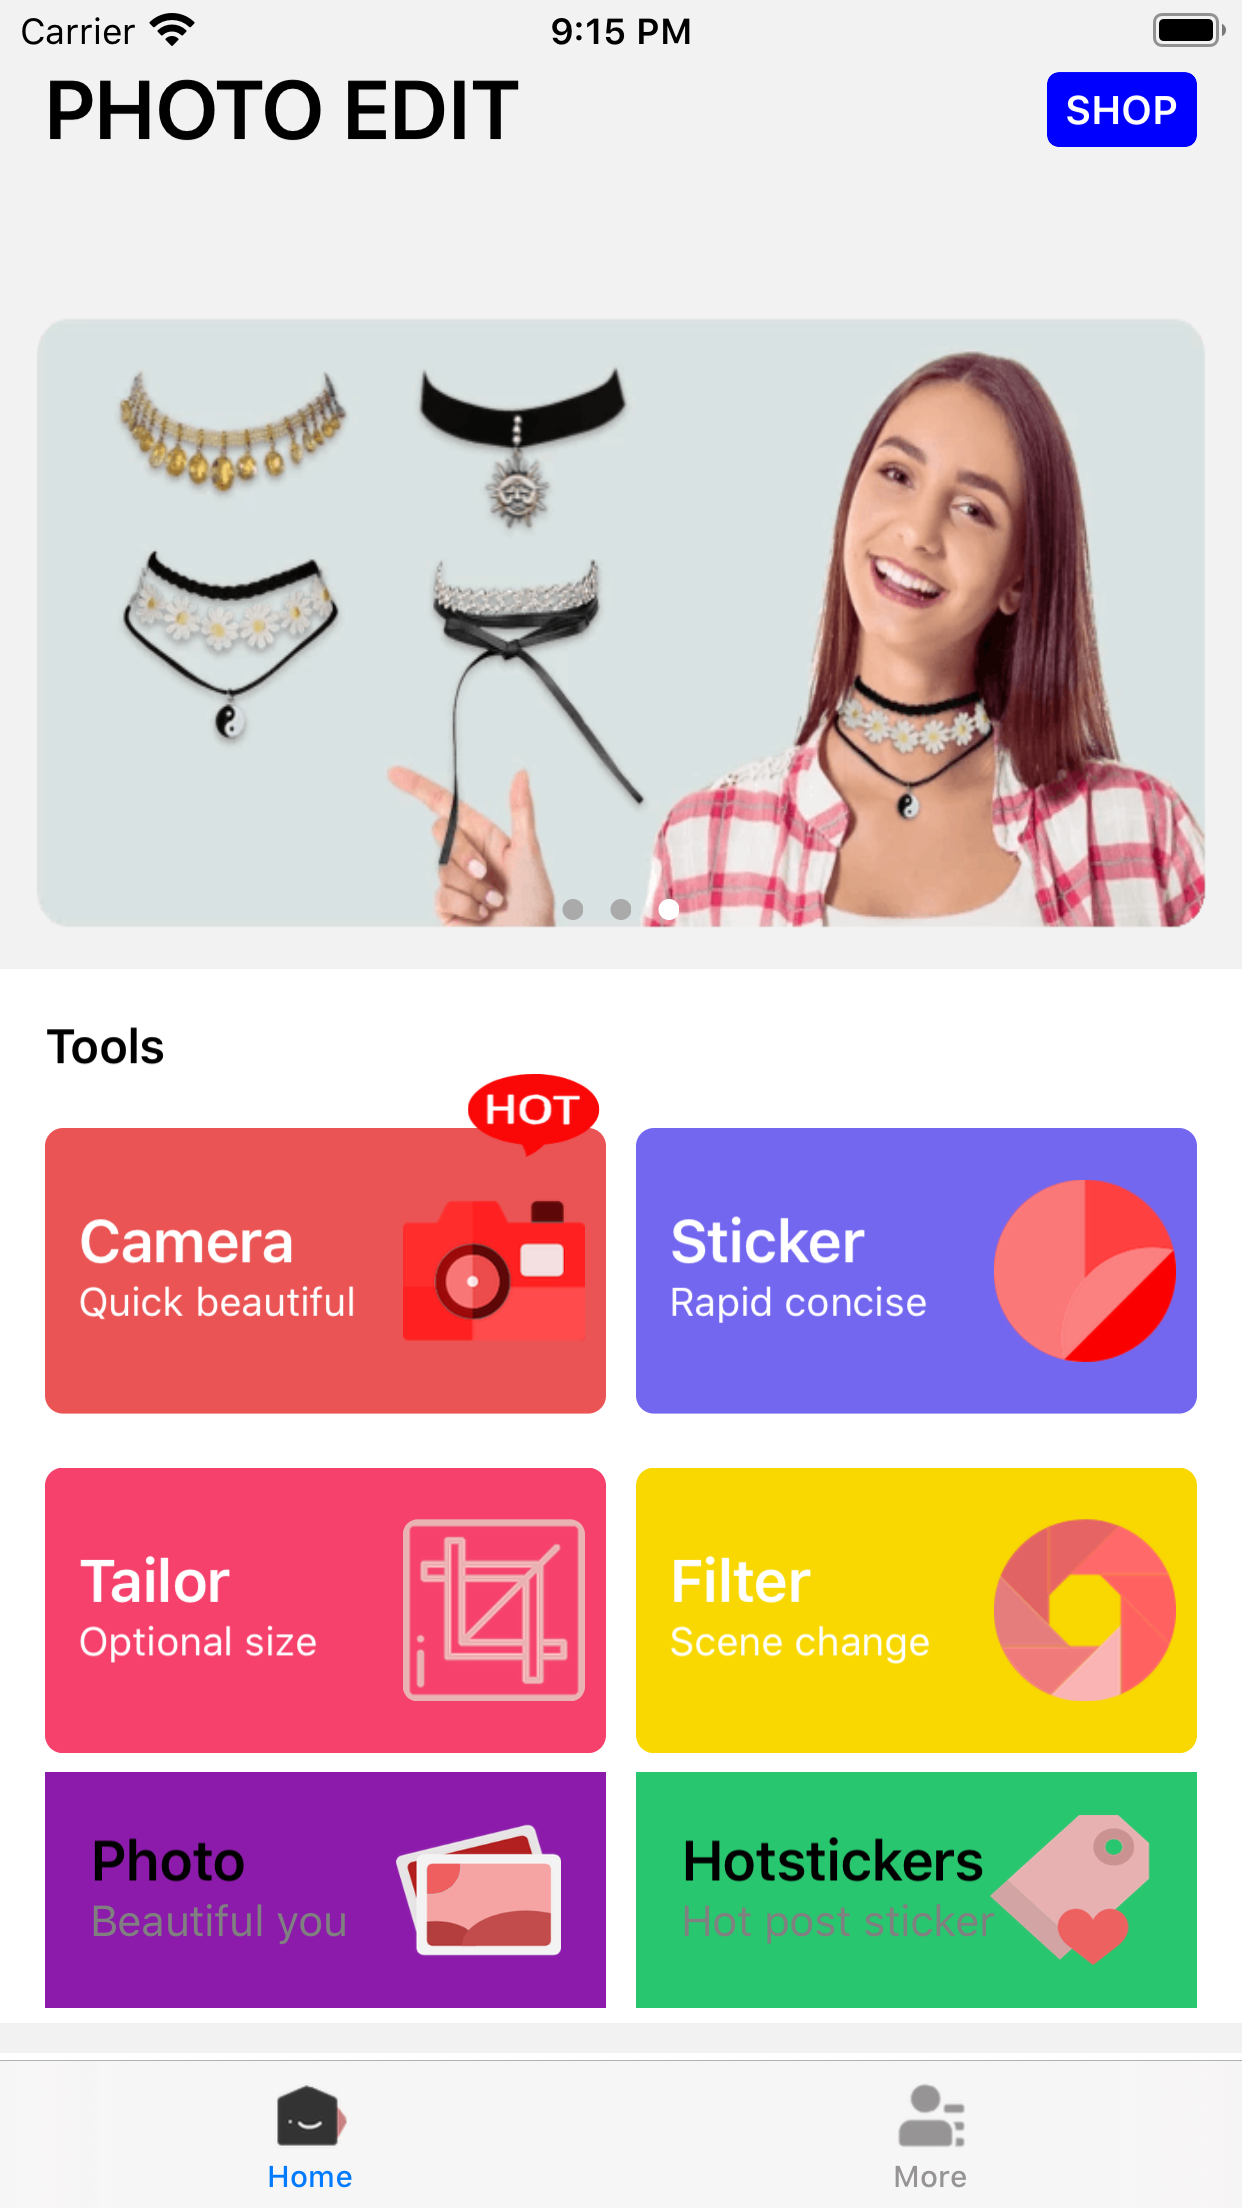 Carrier 9:15 PM
PHOTO EDIT SHOP
Tools
HOT
Camera
Quick beautiful
Sticker
Rapid concise
Tailor
Optional size
Filter
Scene change
Photo
Beautiful you
Hotstickers
Hot post sticker
Home More